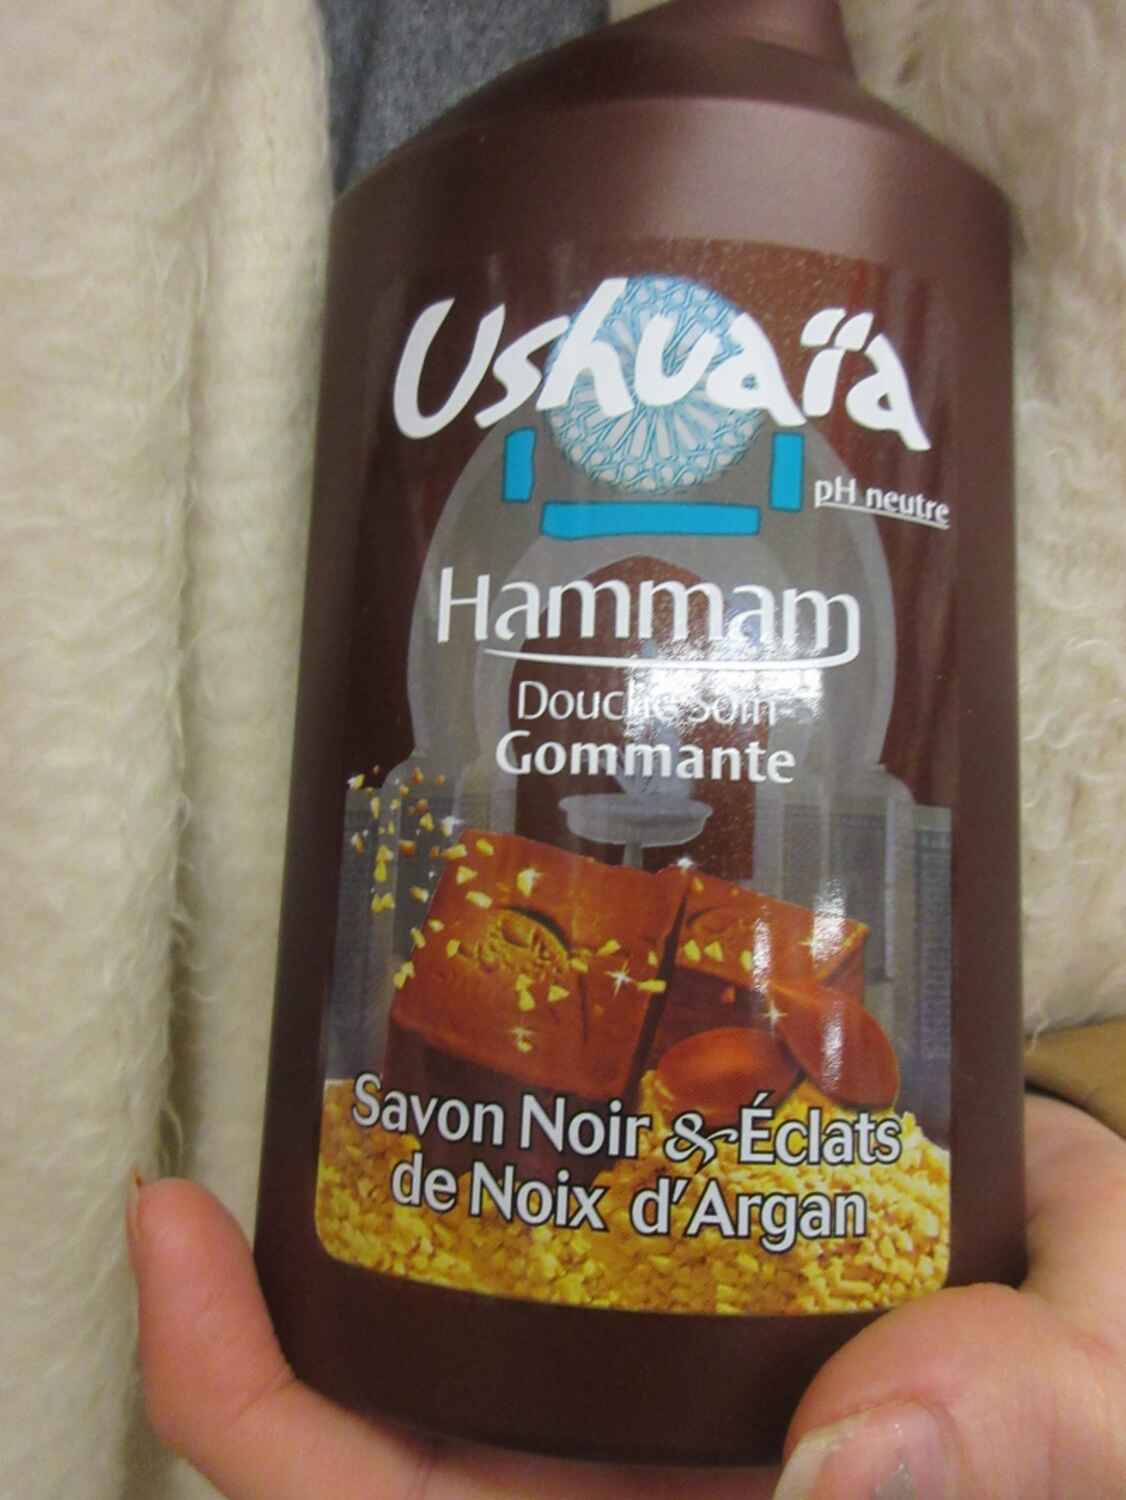 Ushuaïa
pH neutre
Hammam
Douche Soin
Gommante
Savon Noir & Éclats
de Noix d'Argan